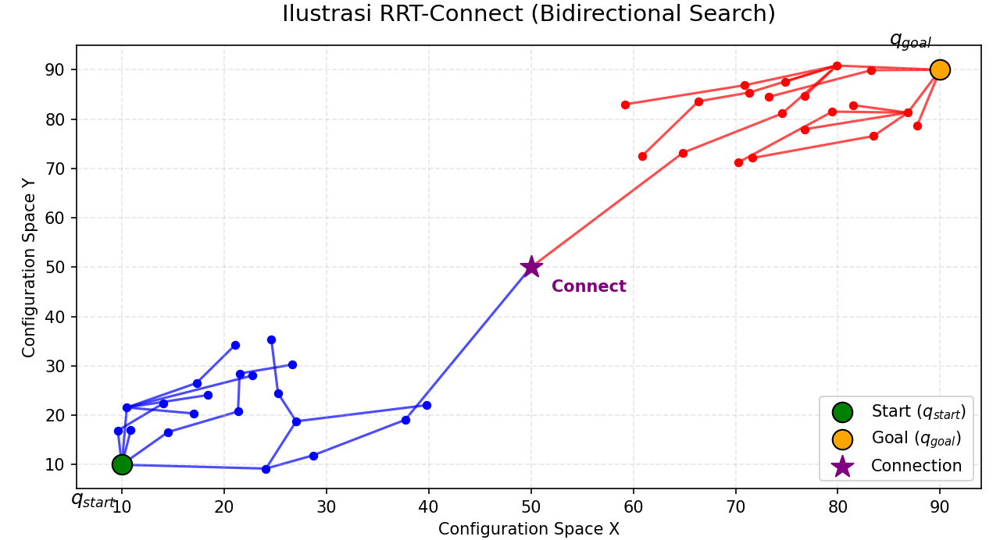 Ilustrasi RRT-Connect (Bidirectional Search)
q_goal
90
80
70
60
50
40
30
20
10
Configuration Space Y
Connect
Start (q_start)
Goal (q_goal)
Connection
q_start
10 20 30 40 50 60 70 80 90
Configuration Space X